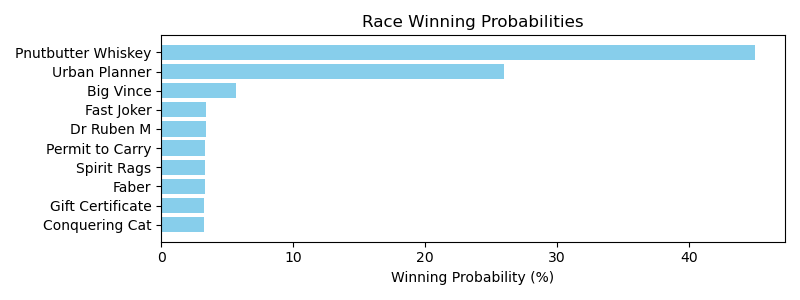 Race Winning Probabilities
Pnutbutter Whiskey
Urban Planner
Big Vince
Fast Joker
Dr Ruben M
Permit to Carry
Spirit Rags
Faber
Gift Certificate
Conquering Cat
0 10 20 30 40
Winning Probability (%)